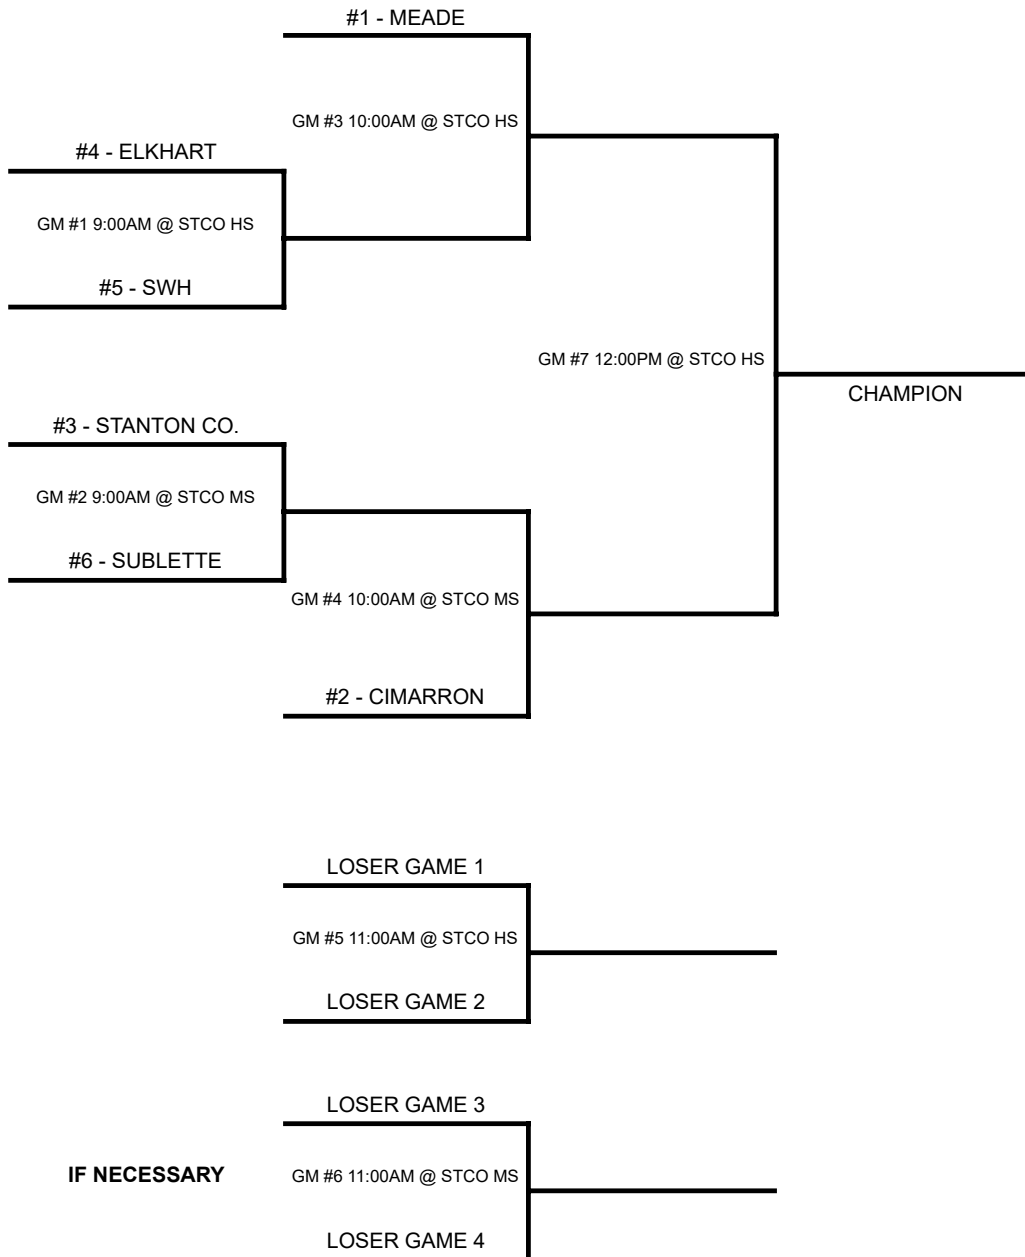 #1 - MEADE
GM #3 10:00AM @ STCO HS
#4 - ELKHART
GM #1 9:00AM @ STCO HS
#5 - SWH
GM #7 12:00PM @ STCO HS
CHAMPION
#3 - STANTON CO.
GM #2 9:00AM @ STCO MS
#6 - SUBLETTE
GM #4 10:00AM @ STCO MS
#2 - CIMARRON
LOSER GAME 1
GM #5 11:00AM @ STCO HS
LOSER GAME 2
LOSER GAME 3
IF NECESSARY
GM #6 11:00AM @ STCO MS
LOSER GAME 4